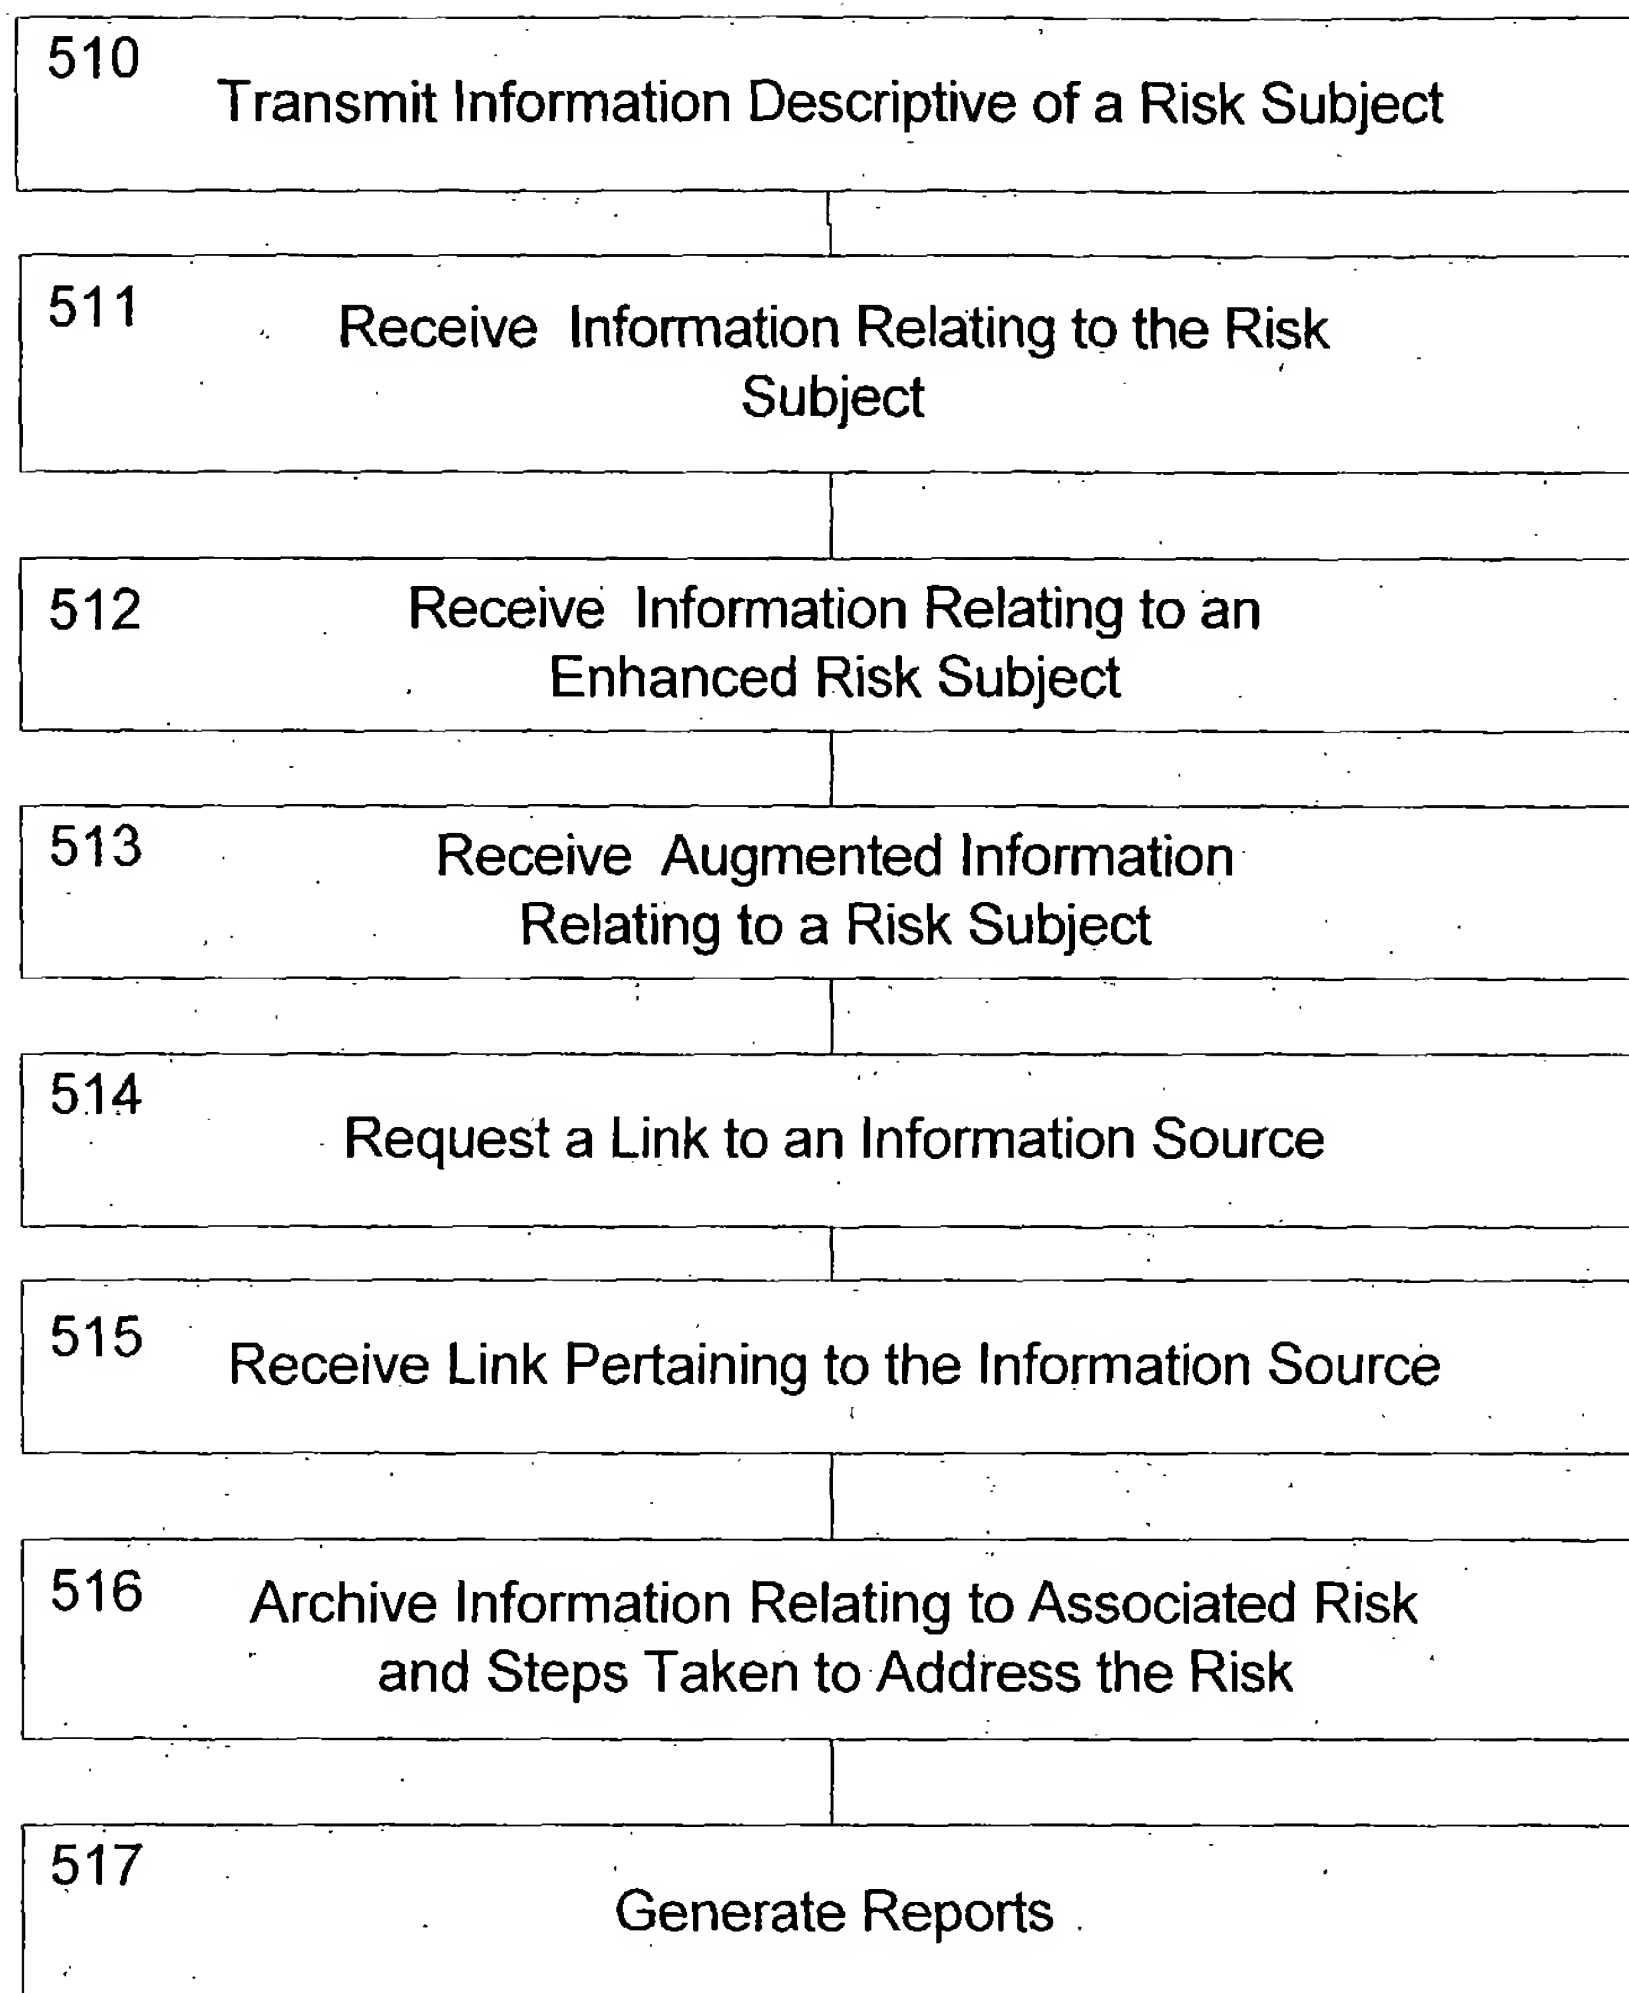 510
Transmit Information Descriptive of a Risk Subject
511
Receive Information Relating to the Risk
Subject
512
Receive Information Relating to an
Enhanced Risk Subject
513
Receive Augmented Information
Relating to a Risk Subject
514
Request a Link to an Information Source
515
Receive Link Pertaining to the Information Source
516
Archive Information Relating to Associated Risk
and Steps Taken to Address the Risk
517
Generate Reports